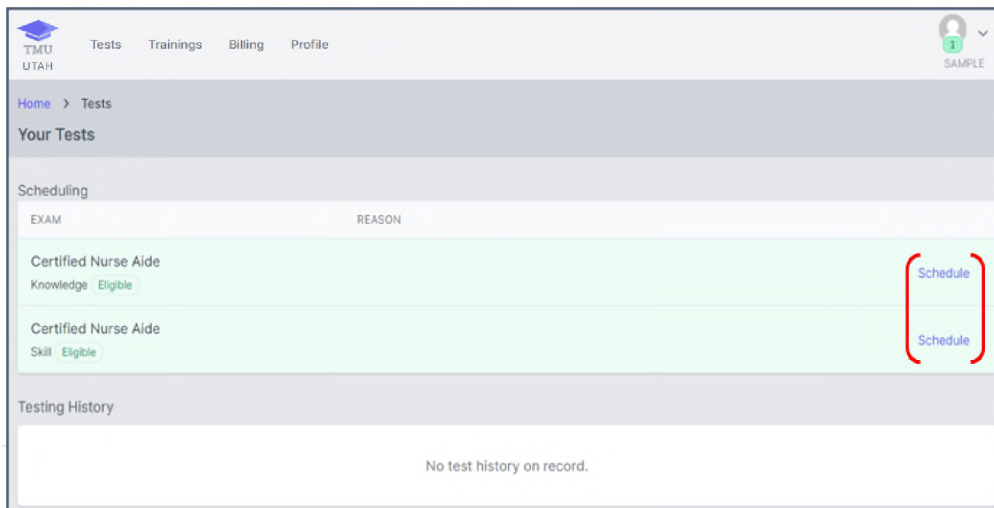 TMU
UTAH
Tests Trainings Billing Profile
1
SAMPLE
Home > Tests
Your Tests
Scheduling
EXAM REASON
Certified Nurse Aide
Knowledge Eligible
Schedule
Certified Nurse Aide
Skill Eligible
Schedule
Testing History
No test history on record.